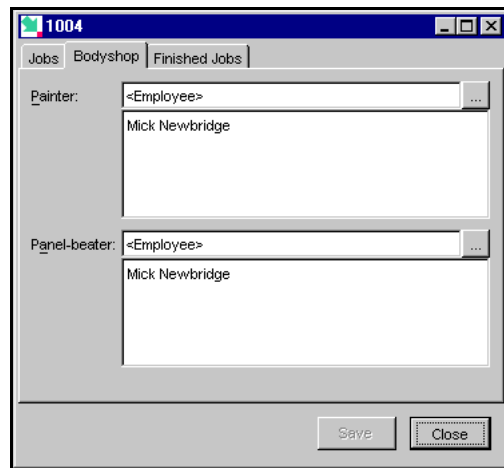 1004
Jobs Bodyshop Finished Jobs
Painter: <Employee> ...
Mick Newbridge
Panel-beater: <Employee> ...
Mick Newbridge
Save Close